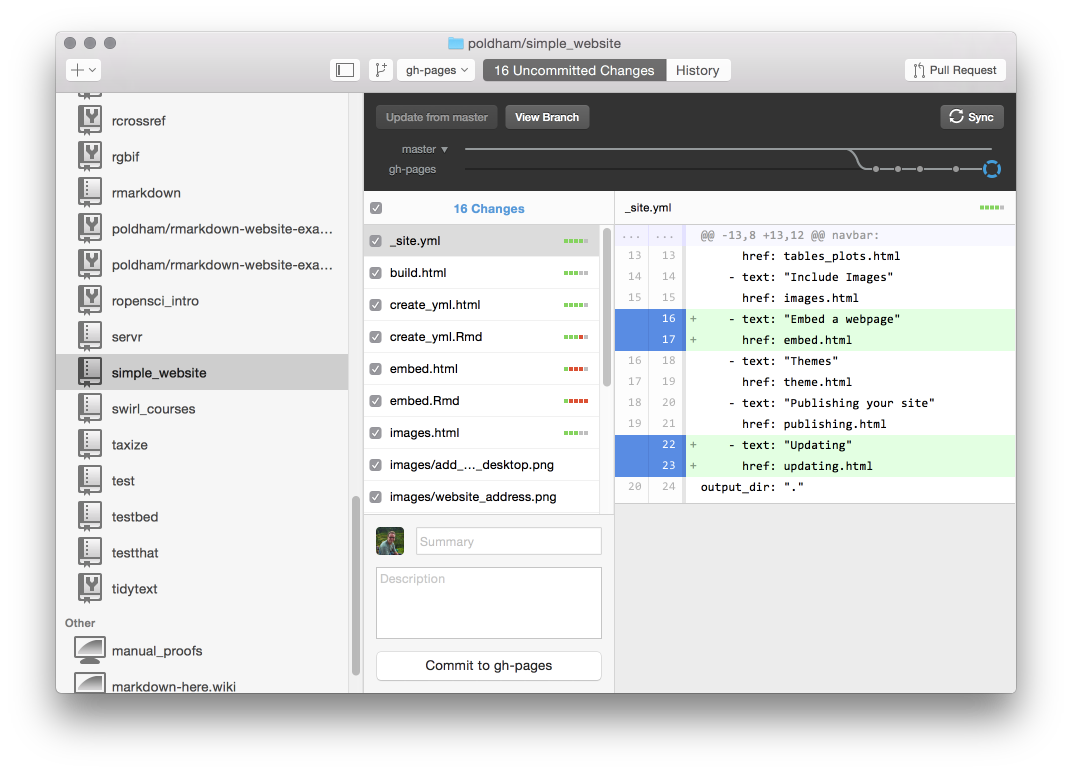 poldham/simple_website
gh-pages
16 Uncommitted Changes
History
Pull Request
rcrossref
rgbif
rmarkdown
poldham/rmarkdown-website-exa...
poldham/rmarkdown-website-exa...
ropensci_intro
servr
simple_website
swirl_courses
taxize
test
testbed
testthat
tidytext
Other
manual_proofs
markdown-here.wiki
Update from master
View Branch
Sync
master
gh-pages
16 Changes
_site.yml
build.html
create_yml.html
create_yml.Rmd
embed.html
embed.Rmd
images.html
images/add_..._desktop.png
images/website_address.png
Summary
Description
Commit to gh-pages
_site.yml
... ... @@ -13,8 +13,12 @@ navbar:
13 13 href: tables_plots.html
14 14 - text: "Include Images"
15 15 href: images.html
16 + - text: "Embed a webpage"
17 + href: embed.html
16 18 - text: "Themes"
17 19 href: theme.html
18 20 - text: "Publishing your site"
19 21 href: publishing.html
22 + - text: "Updating"
23 + href: updating.html
20 24 output_dir: "."